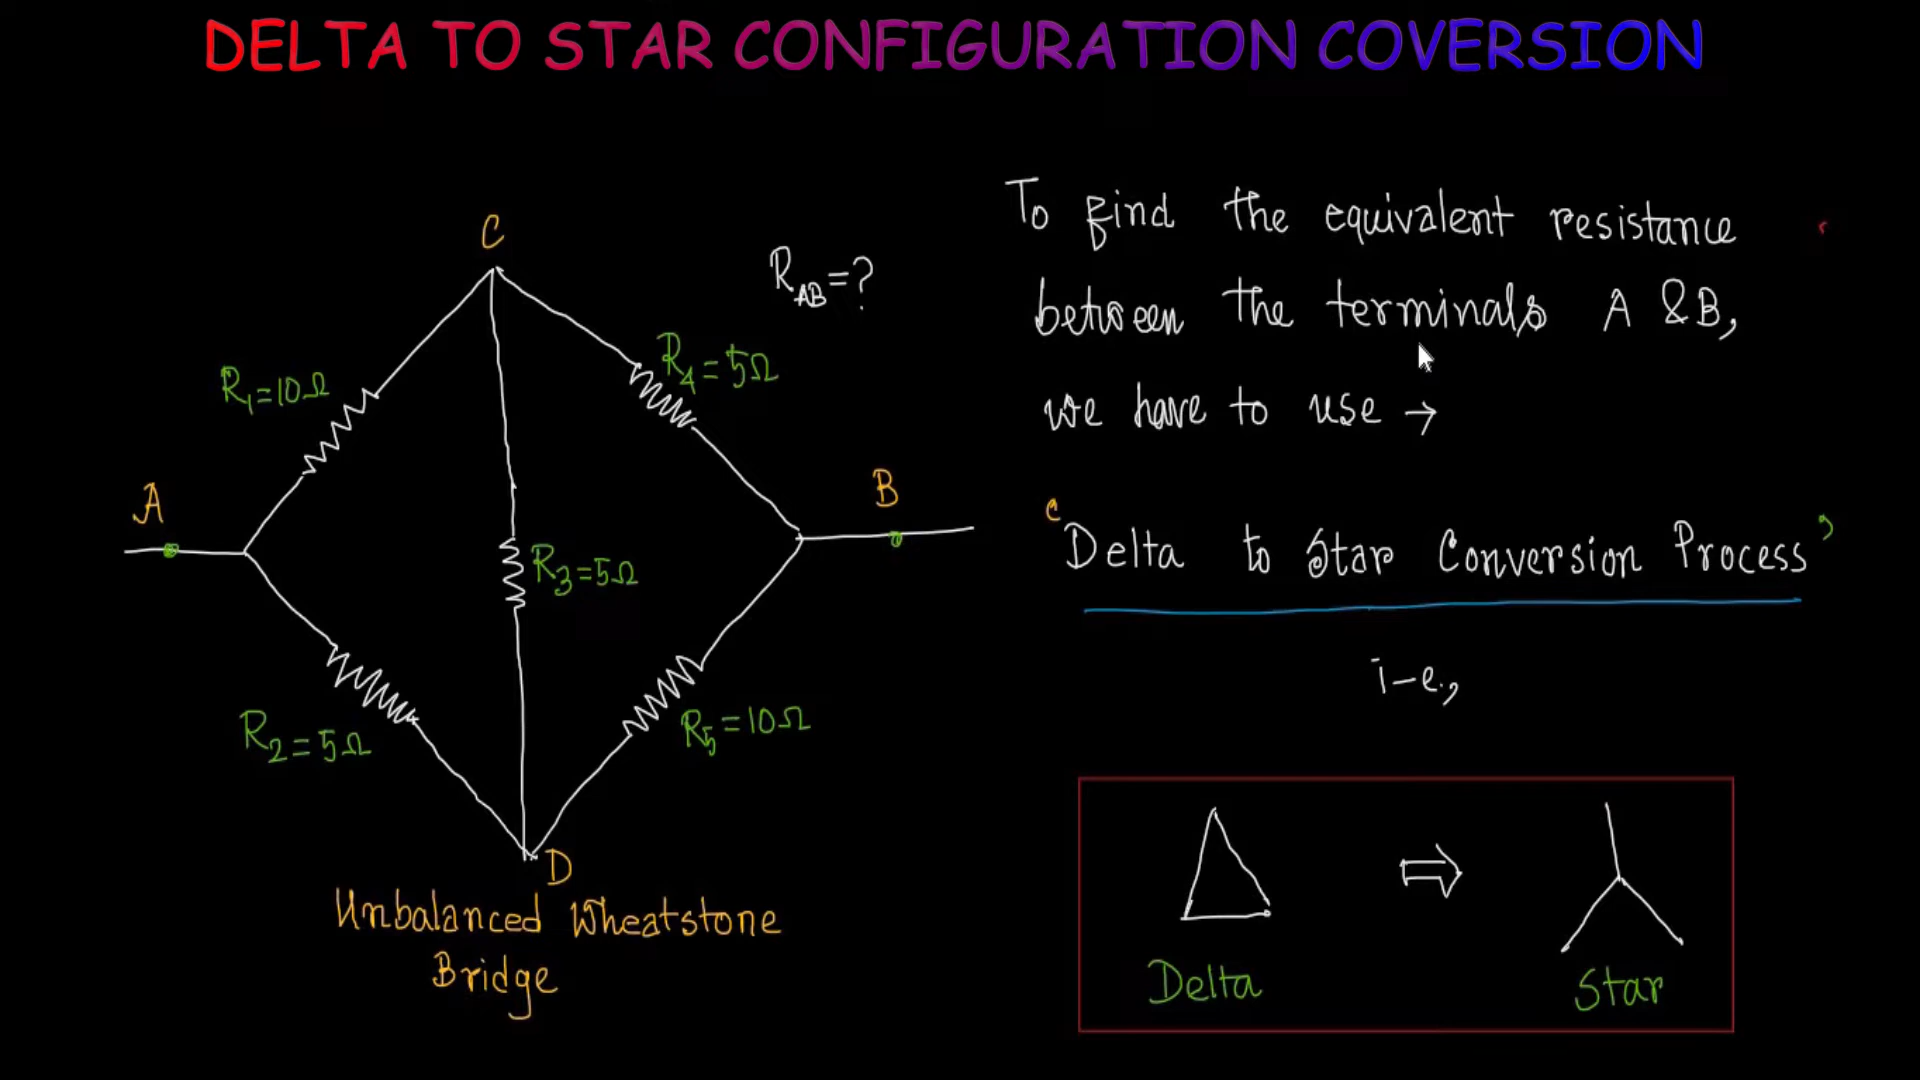 DELTA TO STAR CONFIGURATION COVERSION
C
R_AB = ?
R₁=10Ω
R₄=5Ω
A
B
R₃=5Ω
R₂=5Ω
R₅=10Ω
D
Unbalanced Wheatstone
Bridge
To find the equivalent resistance
between the terminals A & B,
we have to use →
‘Delta to Star Conversion Process’
i-e.,
⇨
Delta
Star